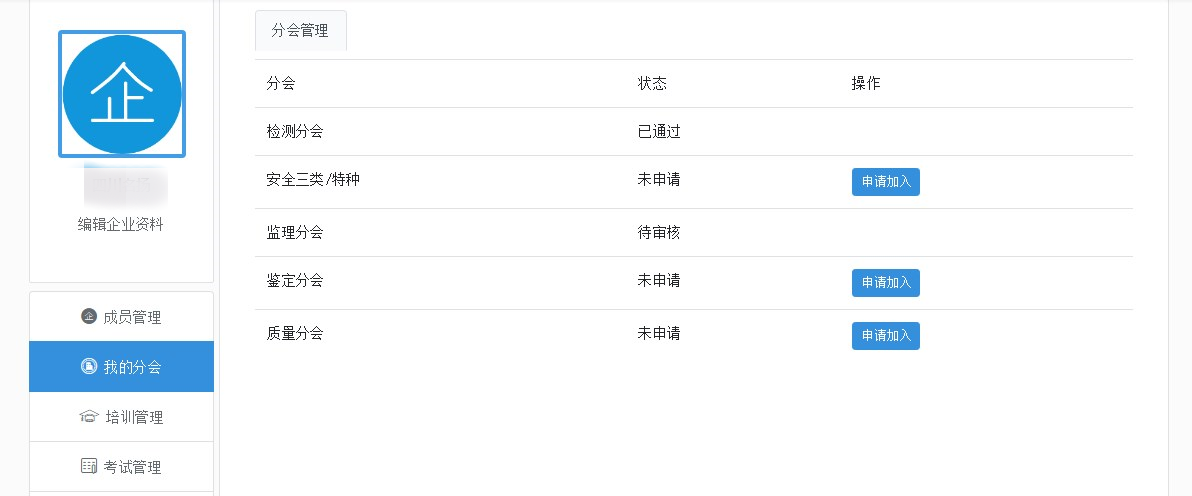 企
编辑企业资料
企 成员管理
我的分会
培训管理
考试管理
分会管理
分会 状态 操作
检测分会 已通过
安全三类/特种 未申请 申请加入
监理分会 待审核
鉴定分会 未申请 申请加入
质量分会 未申请 申请加入